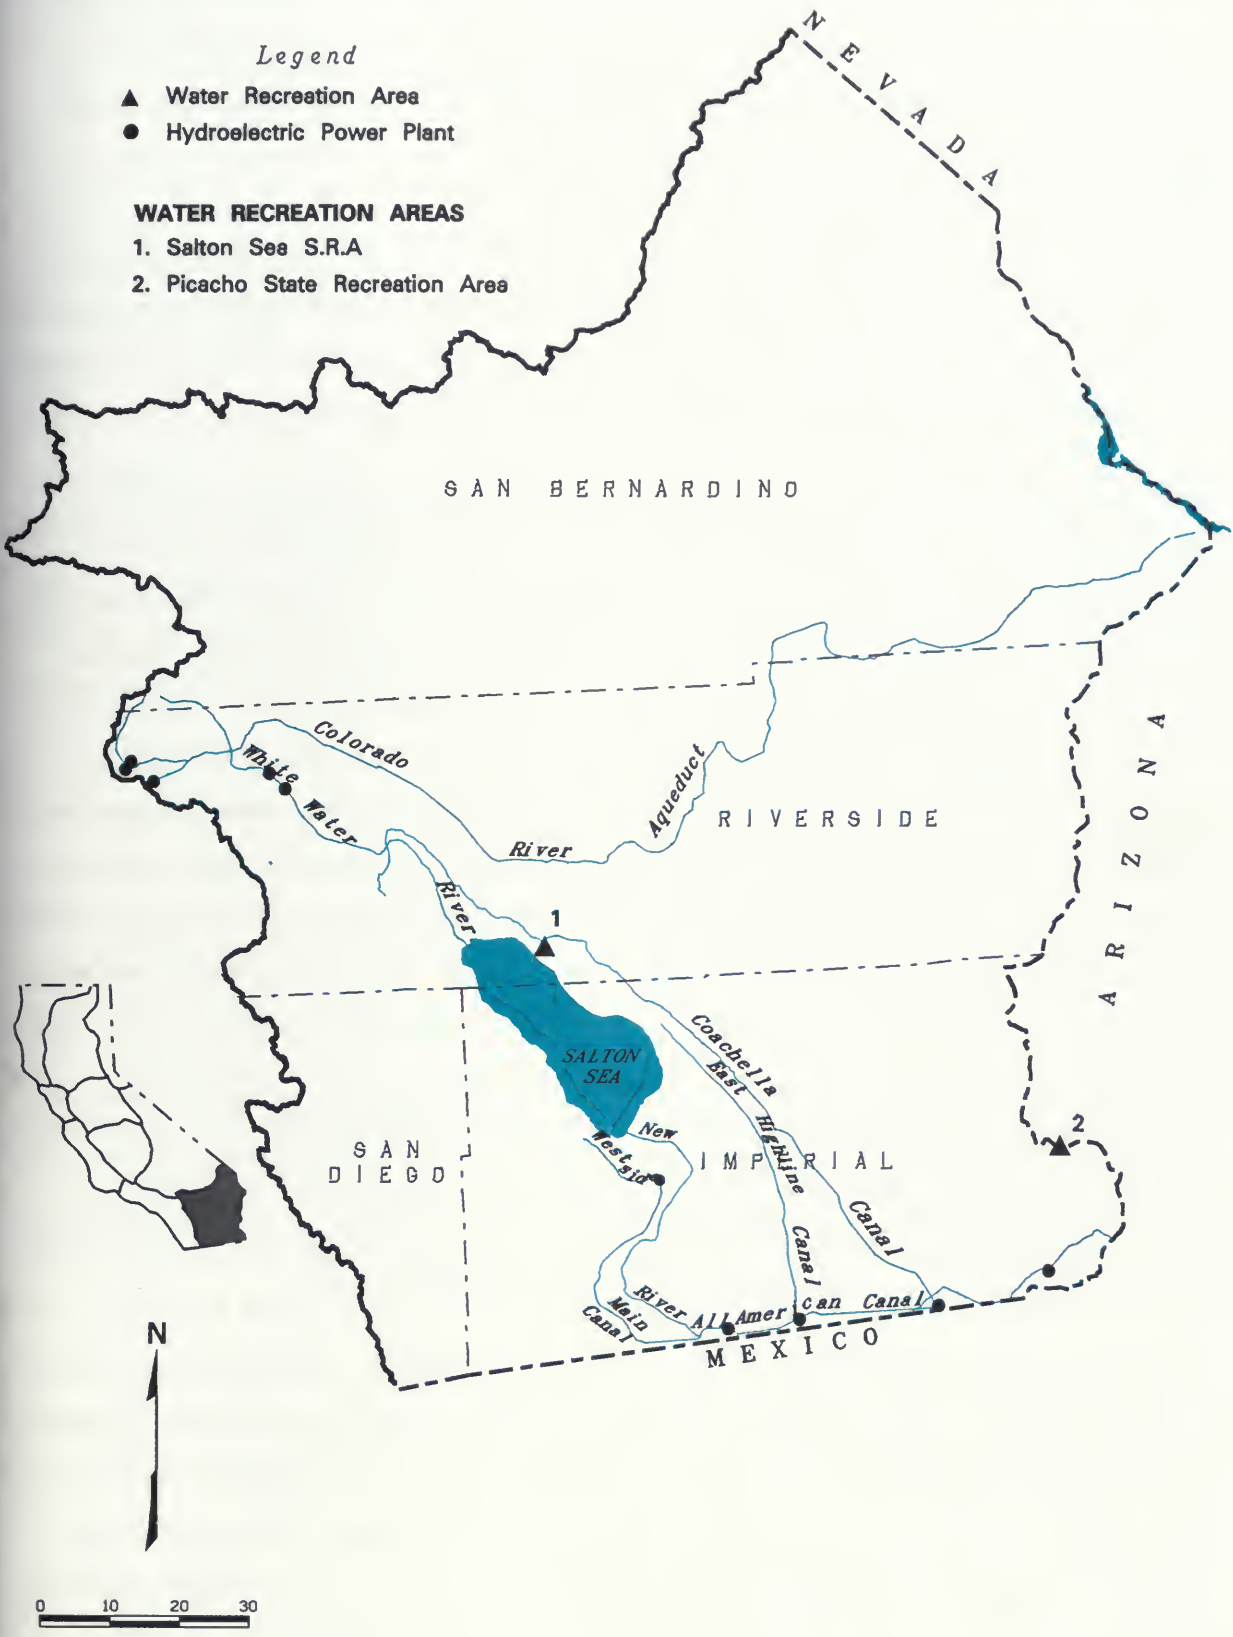 Legend
Water Recreation Area
Hydroelectric Power Plant
WATER RECREATION AREAS
1. Salton Sea S.R.A
2. Picacho State Recreation Area
NEVADA
SAN BERNARDINO
Colorado
River
Aqueduct
White
Water
River
RIVERSIDE
ARIZONA
1
SALTON
SEA
Coachella
Canal
East
Highline
Canal
2
SAN
DIEGO
IMPERIAL
New
River
Westsid
Main
Canal
All American Canal
MEXICO
N
0 10 20 30